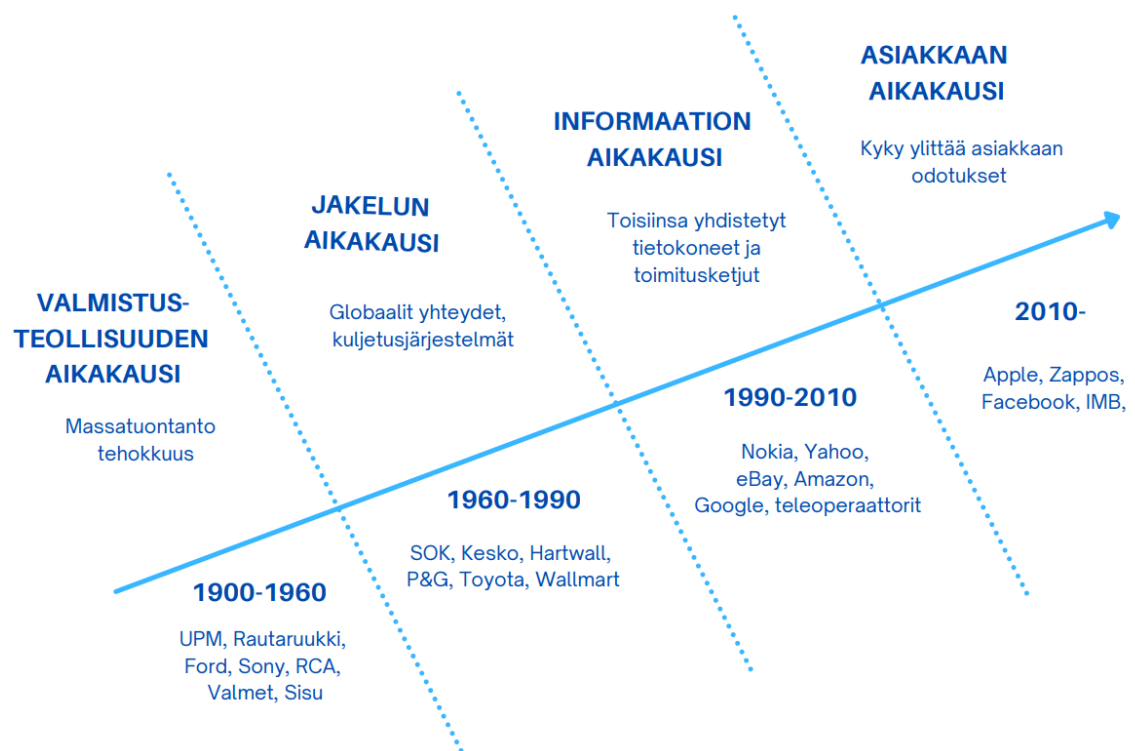 VALMISTUS-
TEOLLISUUDEN
AIKAKAUSI
Massatuontanto
tehokkuus
1900-1960
UPM, Rautaruukki,
Ford, Sony, RCA,
Valmet, Sisu
JAKELUN
AIKAKAUSI
Globaalit yhteydet,
kuljetusjärjestelmät
1960-1990
SOK, Kesko, Hartwall,
P&G, Toyota, Wallmart
INFORMAATION
AIKAKAUSI
Toisiinsa yhdistetyt
tietokoneet ja
toimitusketjut
1990-2010
Nokia, Yahoo,
eBay, Amazon,
Google, teleoperaattorit
ASIAKKAAN
AIKAKAUSI
Kyky ylittää asiakkaan
odotukset
2010-
Apple, Zappos,
Facebook, IMB,